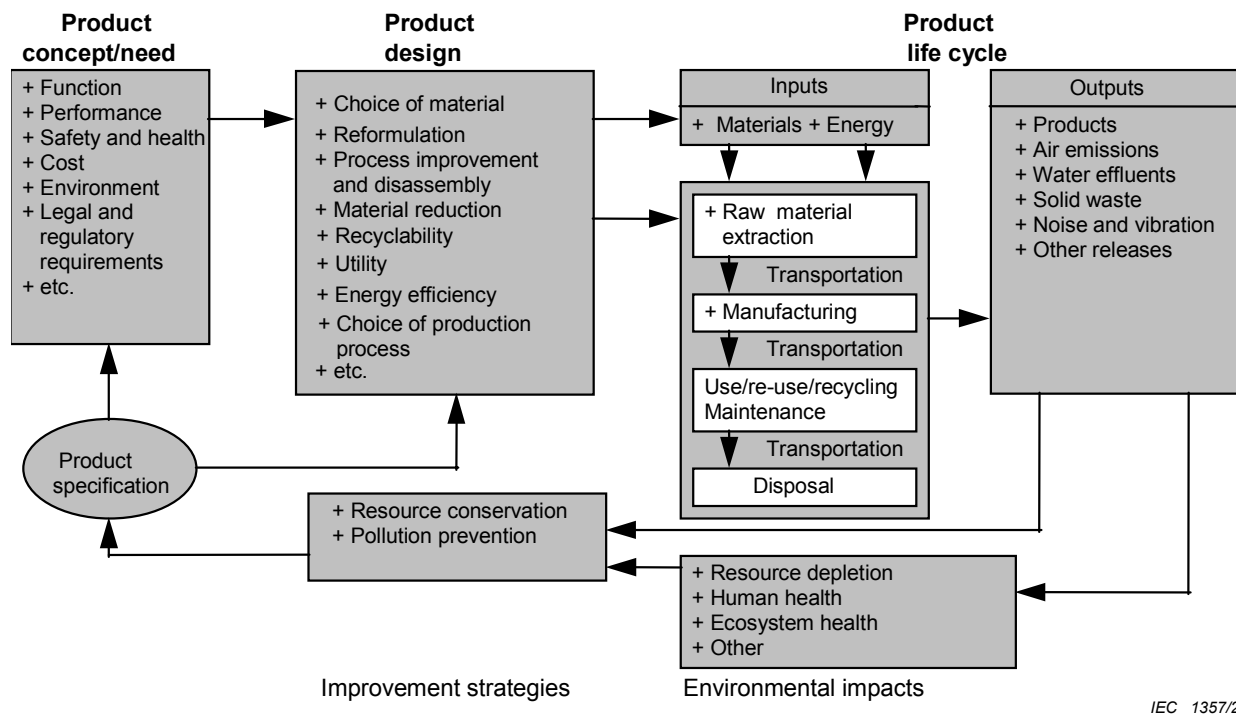 Product
concept/need
+ Function
+ Performance
+ Safety and health
+ Cost
+ Environment
+ Legal and
regulatory
requirements
+ etc.
Product
design
+ Choice of material
+ Reformulation
+ Process improvement
and disassembly
+ Material reduction
+ Recyclability
+ Utility
+ Energy efficiency
+ Choice of production
process
+ etc.
Product
life cycle
Inputs
+ Materials + Energy
+ Raw material
extraction
Transportation
+ Manufacturing
Transportation
Use/re-use/recycling
Maintenance
Transportation
Disposal
Outputs
+ Products
+ Air emissions
+ Water effluents
+ Solid waste
+ Noise and vibration
+ Other releases
Product
specification
+ Resource conservation
+ Pollution prevention
+ Resource depletion
+ Human health
+ Ecosystem health
+ Other
Improvement strategies
Environmental impacts
IEC 1357/2